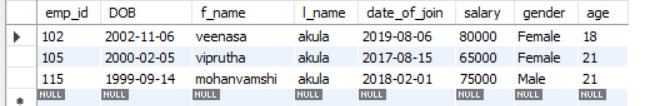 emp_id DOB f_name l_name date_of_join salary gender age
102 2002-11-06 veenasa akula 2019-08-06 80000 Female 18
105 2000-02-05 viprutha akula 2017-08-15 65000 Female 21
115 1999-09-14 mohanvamshi akula 2018-02-01 75000 Male 21
NULL NULL NULL NULL NULL NULL NULL NULL